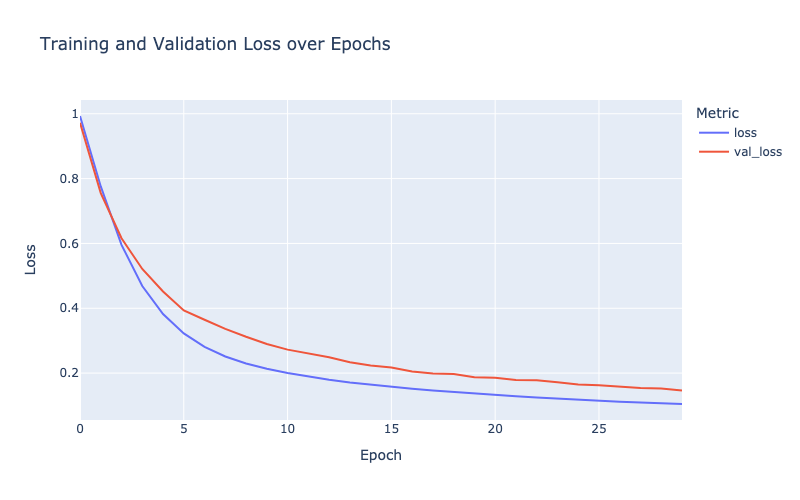 Training and Validation Loss over Epochs
Metric
loss
val_loss
Loss
1
0.8
0.6
0.4
0.2
0
5
10
15
20
25
Epoch